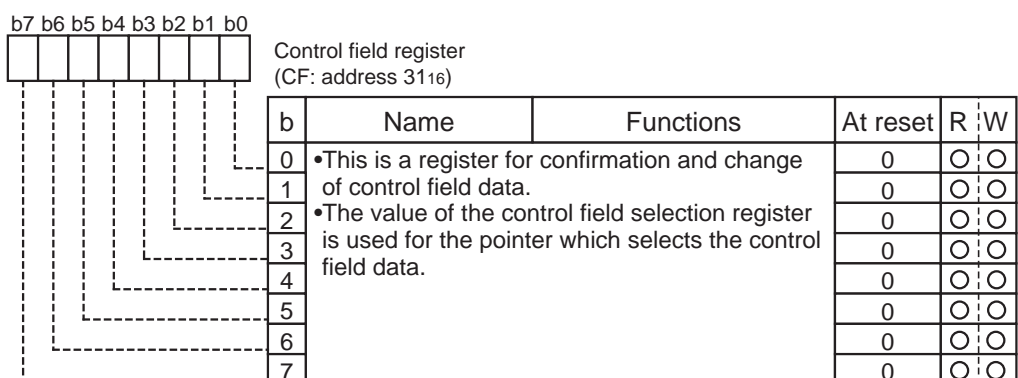 b7 b6 b5 b4 b3 b2 b1 b0
Control field register
(CF: address 3116)
b Name Functions At reset R W
0 •This is a register for confirmation and change 0 O O
1 of control field data. 0 O O
2 •The value of the control field selection register 0 O O
3 is used for the pointer which selects the control 0 O O
4 field data. 0 O O
5 0 O O
6 0 O O
7 0 O O